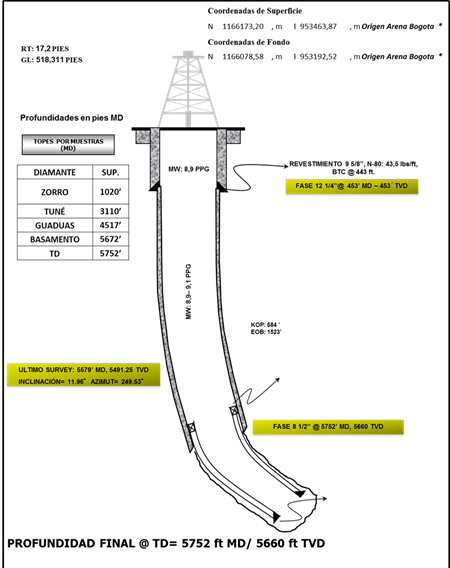 Coordenadas de Superficie
N 1166173,20 , m I 953463,87 , m Origen Arena Bogota *
Coordenadas de Fondo
N 1166078,58 , m I 953192,52 , m Origen Arena Bogota *
RT: 17,2 PIES
GL: 518,311 PIES
Profundidades en pies MD
TOPES POR MUESTRAS
(MD)
DIAMANTE SUP.
ZORRO 1020'
TUNÉ 3110'
GUADUAS 4517'
BASAMENTO 5672'
TD 5752'
MW: 8,9 PPG
REVESTIMIENTO 9 5/8", N-80: 43,5 lbs/ft,
BTC @ 443 ft.
FASE 12 1/4"@ 453' MD – 453´ TVD
MW: 8,9– 9,1 PPG
KOP: 684 '
EOB: 1523'
ULTIMO SURVEY: 5579' MD, 5491.25 TVD
INCLINACIÓN= 11.96° AZIMUT= 249.53°
FASE 8 1/2" @ 5752' MD, 5660 TVD
PROFUNDIDAD FINAL @ TD= 5752 ft MD/ 5660 ft TVD